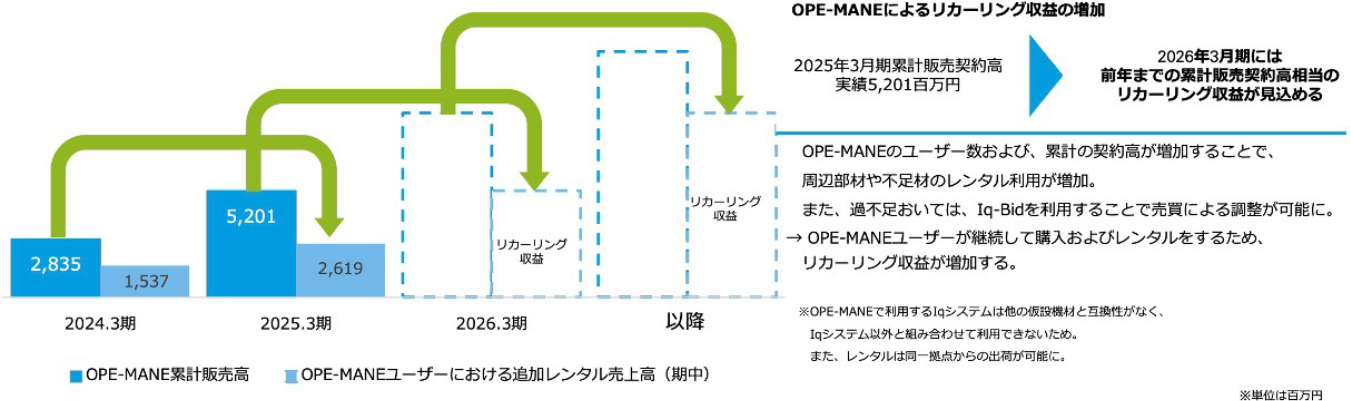 OPE-MANEによるリカーリング収益の増加
2025年3月期累計販売契約高
実績5,201百万円
2026年3月期には
前年までの累計販売契約高相当の
リカーリング収益が見込める
OPE-MANEのユーザー数および、累計の契約高が増加することで、
周辺部材や不足材のレンタル利用が増加。
また、過不足おいては、Iq-Bidを利用することで売買による調整が可能に。
→ OPE-MANEユーザーが継続して購入およびレンタルをするため、
リカーリング収益が増加する。
※OPE-MANEで利用するIqシステムは他の仮設機材と互換性がなく、
Iqシステム以外と組み合わせて利用できないため。
また、レンタルは同一拠点からの出荷が可能に。
2,835
1,537
5,201
2,619
リカーリング
収益
リカーリング
収益
2024.3期
2025.3期
2026.3期
以降
OPE-MANE累計販売高
OPE-MANEユーザーにおける追加レンタル売上高（期中）
※単位は百万円